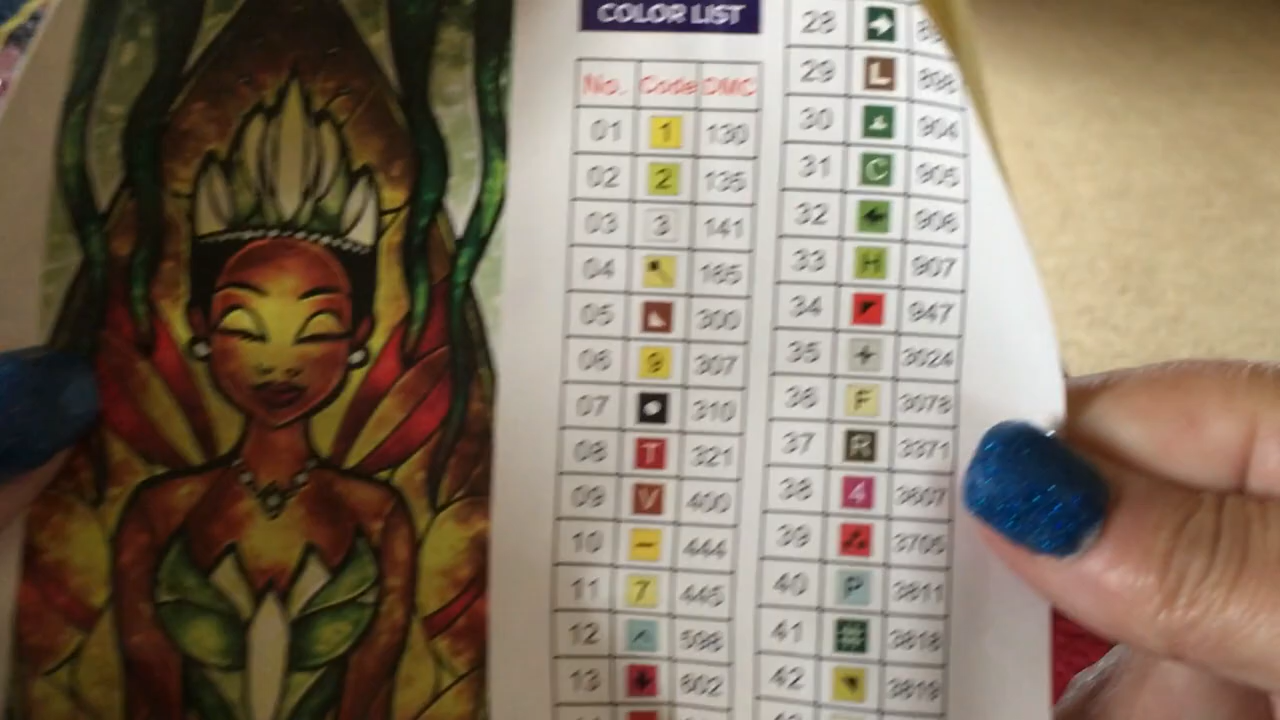 COLOR LIST
No. Code DMC
01 1 130
02 2 135
03 3 141
04 165
05 300
06 9 307
07 310
08 T 321
09 V 400
10 − 444
11 7 445
12 598
13 602
28
29 L 898
30 904
31 C 905
32 906
33 H 907
34 947
35 3024
36 F 3078
37 R 3371
38 4 3607
39 3705
40 P 3811
41 3818
42 3819